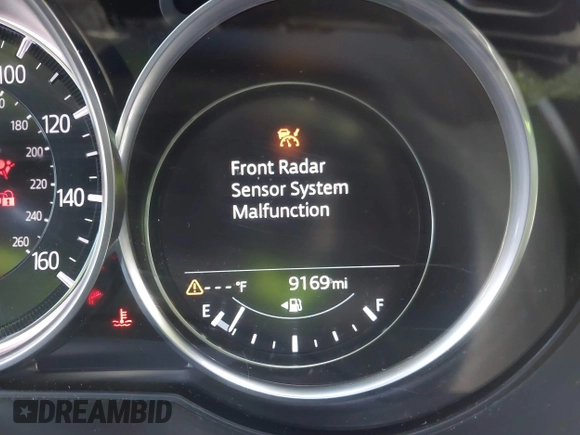 100
120
140
160
180
200
220
240
260
Front Radar
Sensor System
Malfunction
--- °F
9169 mi
E
F
DREAMBID